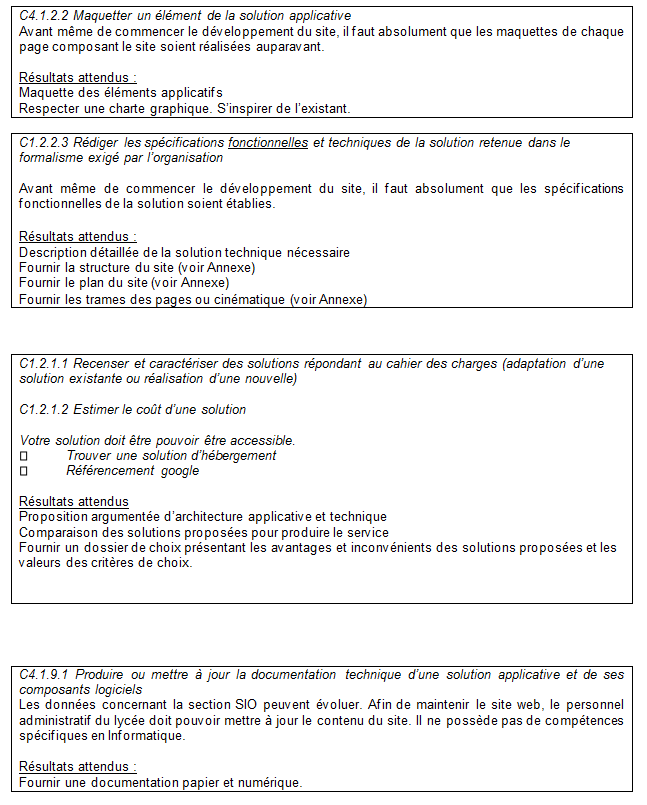 C4.1.2.2 Maquetter un élément de la solution applicative
Avant même de commencer le développement du site, il faut absolument que les maquettes de chaque
page composant le site soient réalisées auparavant.
Résultats attendus :
Maquette des éléments applicatifs
Respecter une charte graphique. S'inspirer de l'existant.
C1.2.2.3 Rédiger les spécifications fonctionnelles et techniques de la solution retenue dans le
formalisme exigé par l'organisation
Avant même de commencer le développement du site, il faut absolument que les spécifications
fonctionnelles de la solution soient établies.
Résultats attendus :
Description détaillée de la solution technique nécessaire
Fournir la structure du site (voir Annexe)
Fournir le plan du site (voir Annexe)
Fournir les trames des pages ou cinématique (voir Annexe)
C1.2.1.1 Recenser et caractériser des solutions répondant au cahier des charges (adaptation d'une
solution existante ou réalisation d'une nouvelle)
C1.2.1.2 Estimer le coût d'une solution
Votre solution doit être pouvoir être accessible.
Trouver une solution d'hébergement
Référencement google
Résultats attendus
Proposition argumentée d'architecture applicative et technique
Comparaison des solutions proposées pour produire le service
Fournir un dossier de choix présentant les avantages et inconvénients des solutions proposées et les
valeurs des critères de choix.
C4.1.9.1 Produire ou mettre à jour la documentation technique d'une solution applicative et de ses
composants logiciels
Les données concernant la section SIO peuvent évoluer. Afin de maintenir le site web, le personnel
administratif du lycée doit pouvoir mettre à jour le contenu du site. Il ne possède pas de compétences
spécifiques en Informatique.
Résultats attendus :
Fournir une documentation papier et numérique.